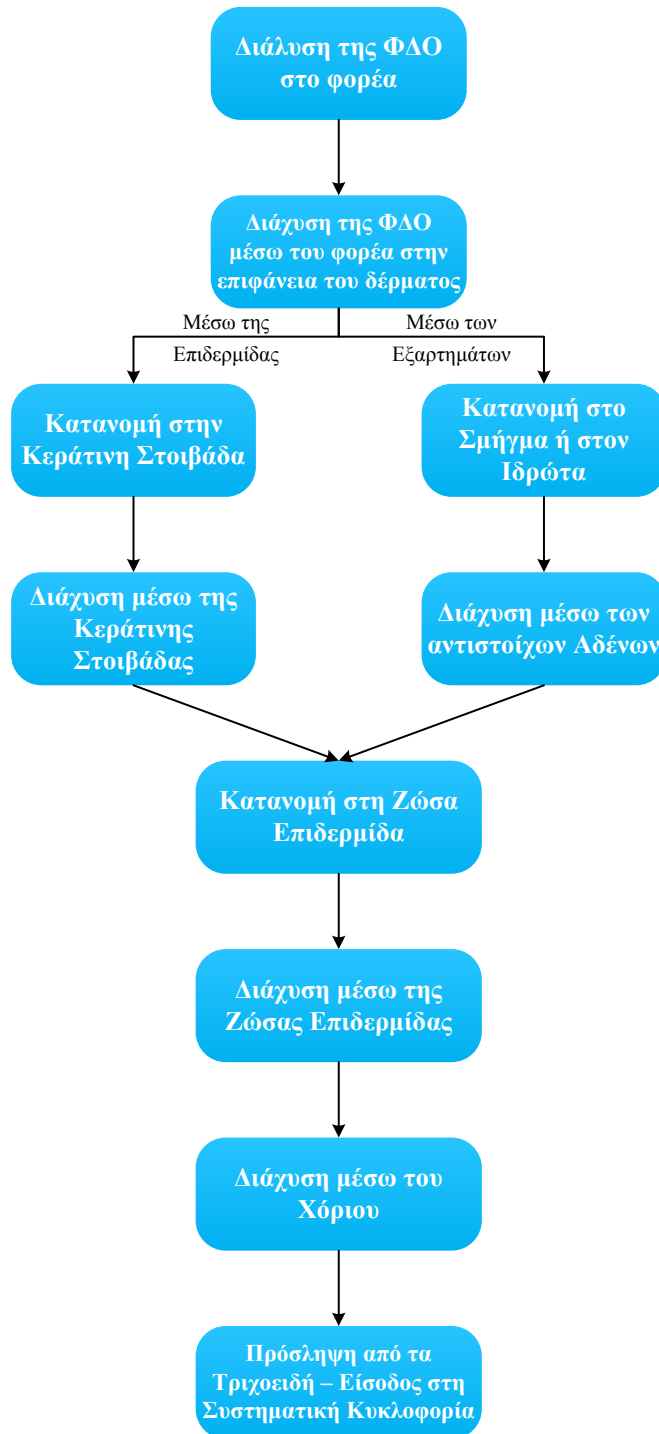 Διάλυση της ΦΔΟ
στο φορέα
Διάχυση της ΦΔΟ
μέσω του φορέα στην
επιφάνεια του δέρματος
Μέσω της
Επιδερμίδας
Μέσω των
Εξαρτημάτων
Κατανομή στην
Κεράτινη Στοιβάδα
Κατανομή στο
Σμήγμα ή στον
Ιδρώτα
Διάχυση μέσω της
Κεράτινης
Στοιβάδας
Διάχυση μέσω των
αντιστοίχων Αδένων
Κατανομή στη Ζώσα
Επιδερμίδα
Διάχυση μέσω της
Ζώσας Επιδερμίδας
Διάχυση μέσω του
Χόριου
Πρόσληψη από τα
Τριχοειδή – Είσοδος στη
Συστηματική Κυκλοφορία